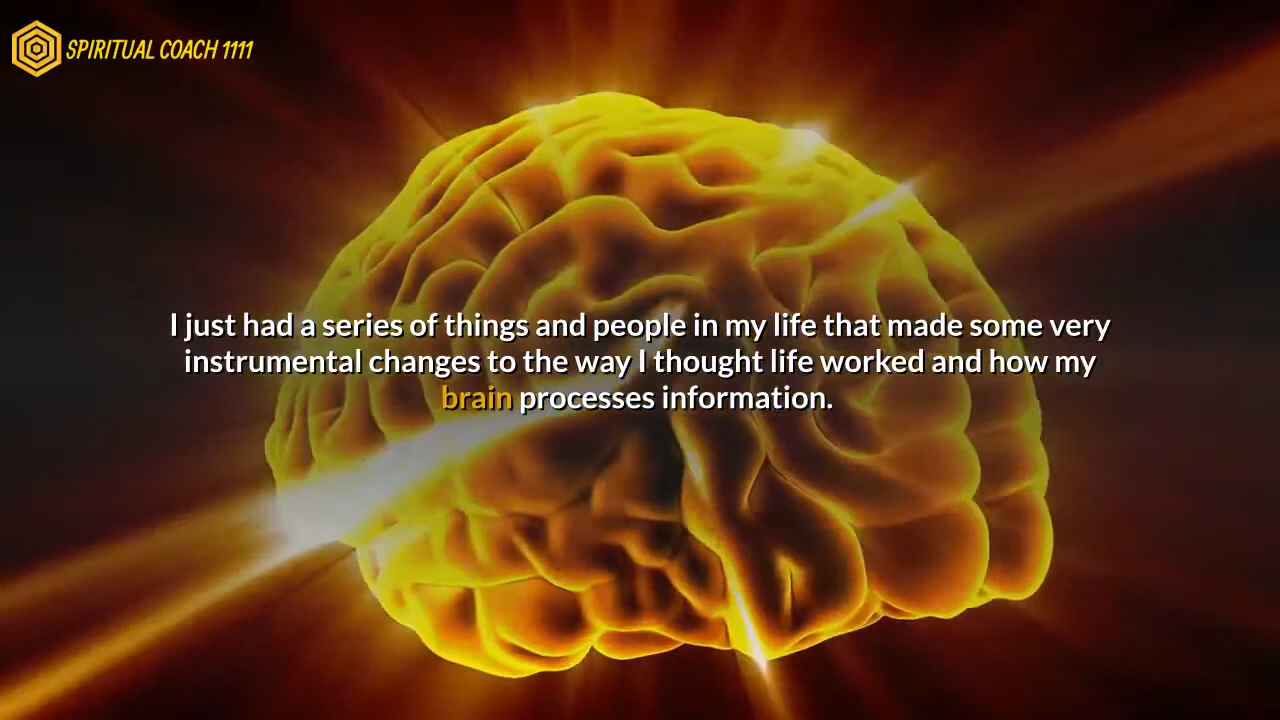 SPIRITUAL COACH 1111
I just had a series of things and people in my life that made some very
instrumental changes to the way I thought life worked and how my
brain processes information.